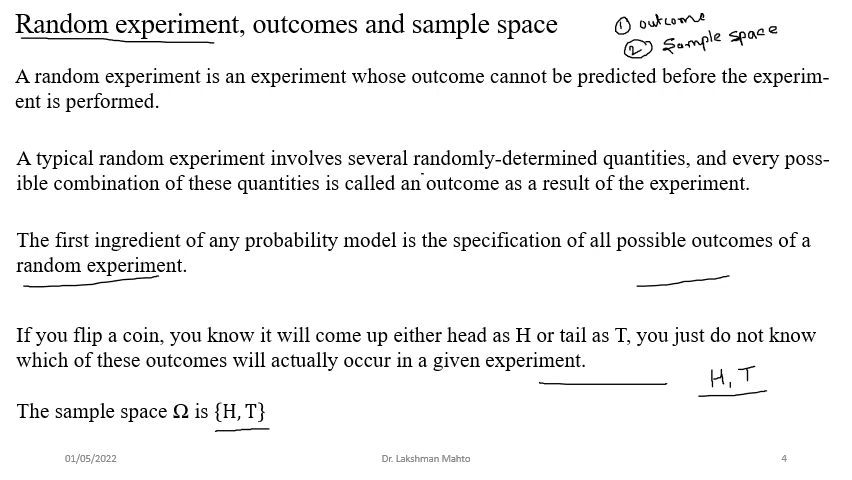 Random experiment, outcomes and sample space
① outcome
② Sample space
A random experiment is an experiment whose outcome cannot be predicted before the experim-
ent is performed.
A typical random experiment involves several randomly-determined quantities, and every poss-
ible combination of these quantities is called an outcome as a result of the experiment.
The first ingredient of any probability model is the specification of all possible outcomes of a
random experiment.
If you flip a coin, you know it will come up either head as H or tail as T, you just do not know
which of these outcomes will actually occur in a given experiment.
H, T
The sample space Ω is {H, T}
01/05/2022
Dr. Lakshman Mahto
4